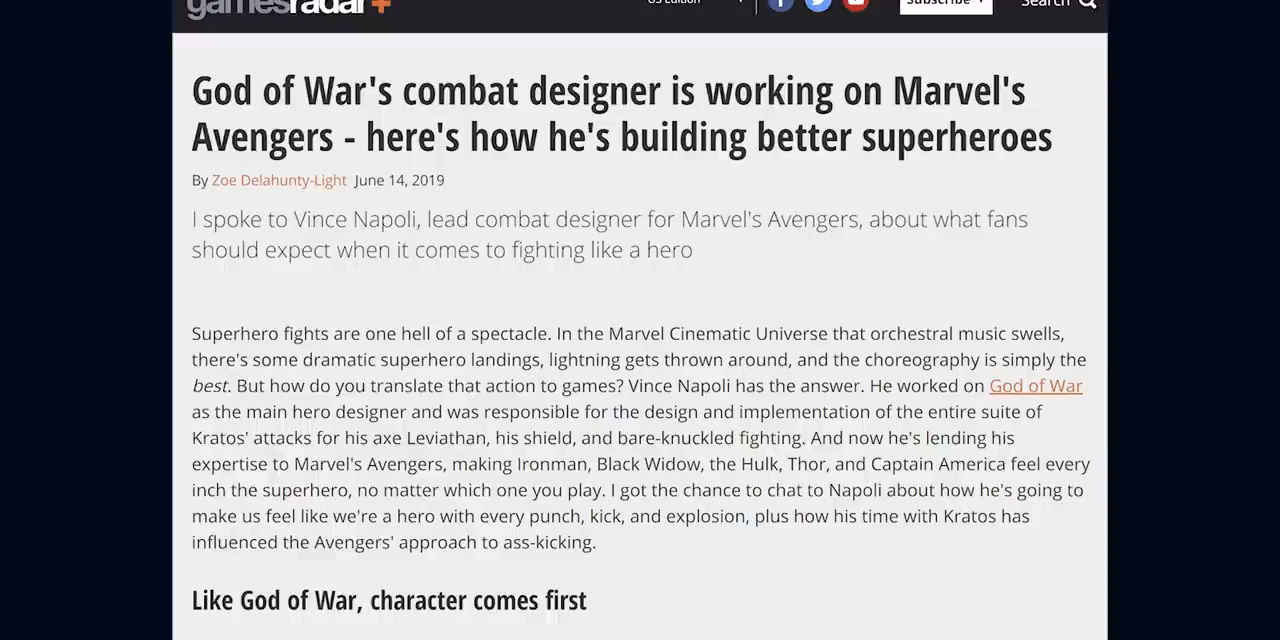 gamesradar+
US Edition
Subscribe
Search
God of War's combat designer is working on Marvel's
Avengers - here's how he's building better superheroes
By Zoe Delahunty-Light June 14, 2019
I spoke to Vince Napoli, lead combat designer for Marvel's Avengers, about what fans
should expect when it comes to fighting like a hero
Superhero fights are one hell of a spectacle. In the Marvel Cinematic Universe that orchestral music swells,
there's some dramatic superhero landings, lightning gets thrown around, and the choreography is simply the
best. But how do you translate that action to games? Vince Napoli has the answer. He worked on God of War
as the main hero designer and was responsible for the design and implementation of the entire suite of
Kratos' attacks for his axe Leviathan, his shield, and bare-knuckled fighting. And now he's lending his
expertise to Marvel's Avengers, making Ironman, Black Widow, the Hulk, Thor, and Captain America feel every
inch the superhero, no matter which one you play. I got the chance to chat to Napoli about how he's going to
make us feel like we're a hero with every punch, kick, and explosion, plus how his time with Kratos has
influenced the Avengers' approach to ass-kicking.
Like God of War, character comes first